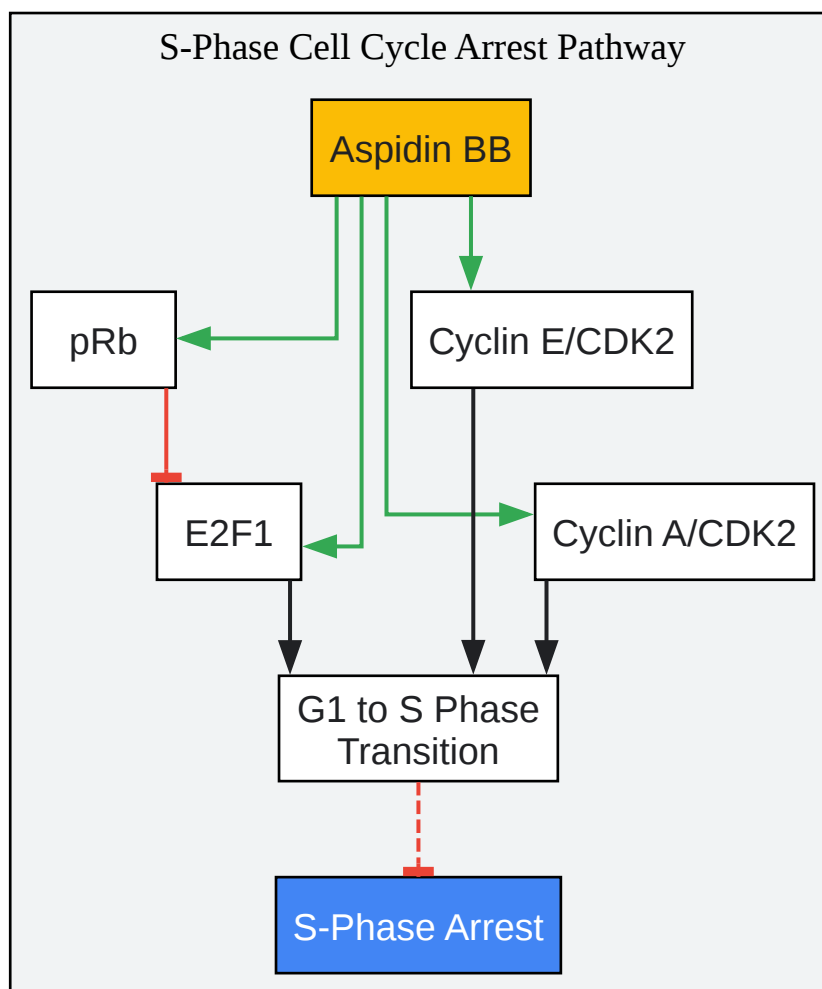 S-Phase Cell Cycle Arrest Pathway
Aspidin BB
pRb
Cyclin E/CDK2
E2F1
Cyclin A/CDK2
G1 to S Phase
Transition
S-Phase Arrest